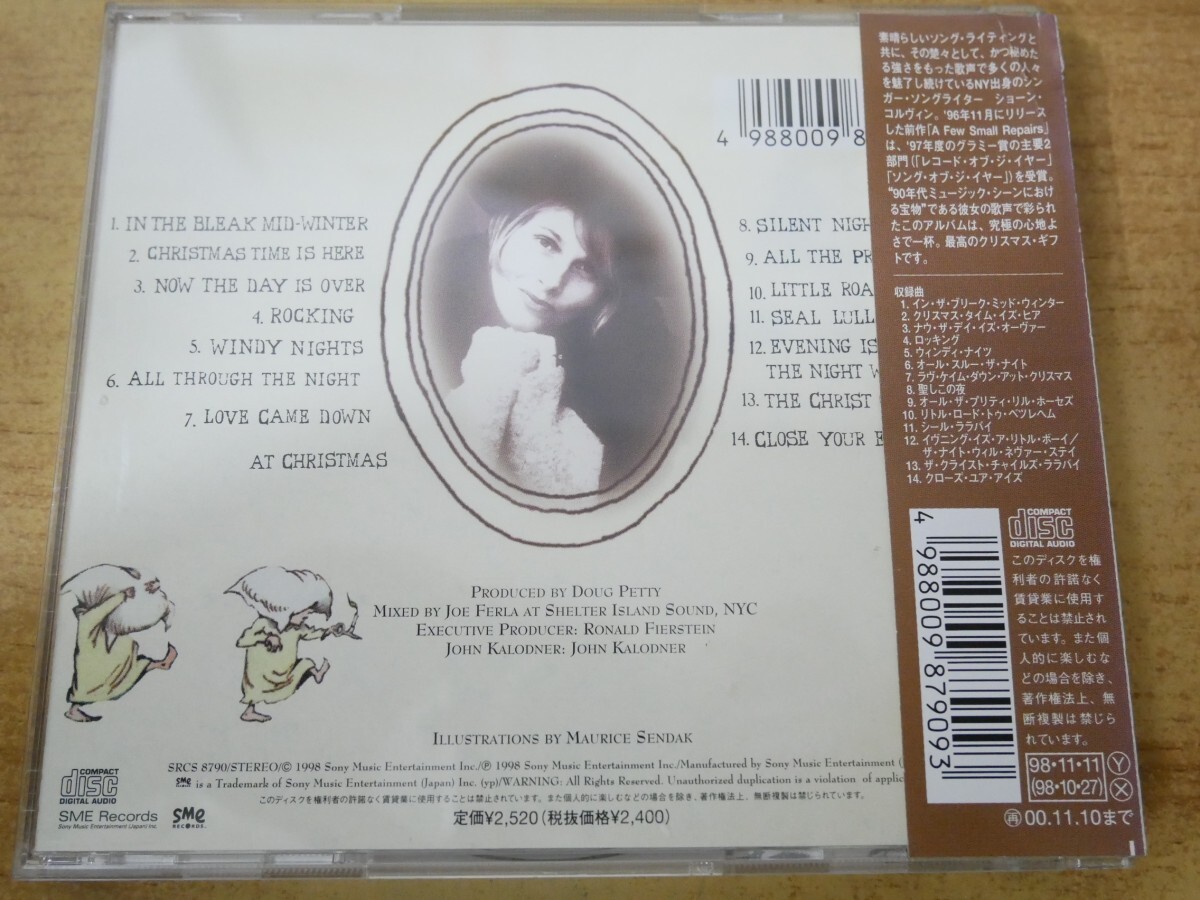 1. IN THE BLEAK MID-WINTER
2. CHRISTMAS TIME IS HERE
3. NOW THE DAY IS OVER
4. ROCKING
5. WINDY NIGHTS
6. ALL THROUGH THE NIGHT
7. LOVE CAME DOWN
AT CHRISTMAS
4 988009 8
8. SILENT NIGH
9. ALL THE PR
10. LITTLE ROA
11. SEAL LULL
12. EVENING IS
THE NIGHT W
13. THE CHRIST
14. CLOSE YOUR E
PRODUCED BY DOUG PETTY
MIXED BY JOE FERLA AT SHELTER ISLAND SOUND, NYC
EXECUTIVE PRODUCER: RONALD FIERSTEIN
JOHN KALODNER: JOHN KALODNER
ILLUSTRATIONS BY MAURICE SENDAK
COMPACT
disc
DIGITAL AUDIO
SME Records
Sony Music Entertainment (Japan) Inc.
SMe
RECORDS.
SRCS 8790/STEREO/© 1998 Sony Music Entertainment Inc./℗ 1998 Sony Music Entertainment Inc./Manufactured by Sony Music Entertainment (
SMe is a Trademark of Sony Music Entertainment (Japan) Inc. (yp)/WARNING: All Rights Reserved. Unauthorized duplication is a violation of applic
このディスクを権利者の許諾なく賃貸業に使用することは禁止されています。また個人的に楽しむなどの場合を除き、著作権法上、無断複製は禁じられています。
定価¥2,520(税抜価格¥2,400)
素晴らしいソング・ライティングと
共に、その楚々として、かつ秘めた
る強さをもった歌声で多くの人々
を魅了し続けているNY出身のシン
ガー・ソングライター ショーン・
コルヴィン。'96年11月にリリース
した前作『A Few Small Repairs』
は、'97年度のグラミー賞の主要2
部門(「レコード・オブ・ジ・イヤー」
「ソング・オブ・ジ・イヤー」)を受賞。
"90年代ミュージック・シーンにおけ
る宝物"である彼女の歌声で彩られ
たこのアルバムは、究極の心地よ
さで一杯。最高のクリスマス・ギフ
トです。
収録曲
1. イン・ザ・ブリーク・ミッド・ウィンター
2. クリスマス・タイム・イズ・ヒア
3. ナウ・ザ・デイ・イズ・オーヴァー
4. ロッキング
5. ウィンディ・ナイツ
6. オール・スルー・ザ・ナイト
7. ラヴ・ケイム・ダウン・アット・クリスマス
8. 聖しこの夜
9. オール・ザ・プリティ・リル・ホーセズ
10. リトル・ロード・トゥ・ベツレヘム
11. シール・ララバイ
12. イヴニング・イズ・ア・リトル・ボーイ/
ザ・ナイト・ウィル・ネヴァー・ステイ
13. ザ・クライスト・チャイルズ・ララバイ
14. クローズ・ユア・アイズ
4 988009 879093
COMPACT
disc
DIGITAL AUDIO
このディスクを権
利者の許諾なく
賃貸業に使用す
ることは禁止され
ています。また個
人的に楽しむな
どの場合を除き、
著作権法上、無
断複製は禁じら
れています。
98・11・11 Y
(98・10・27) X
再00.11.10まで